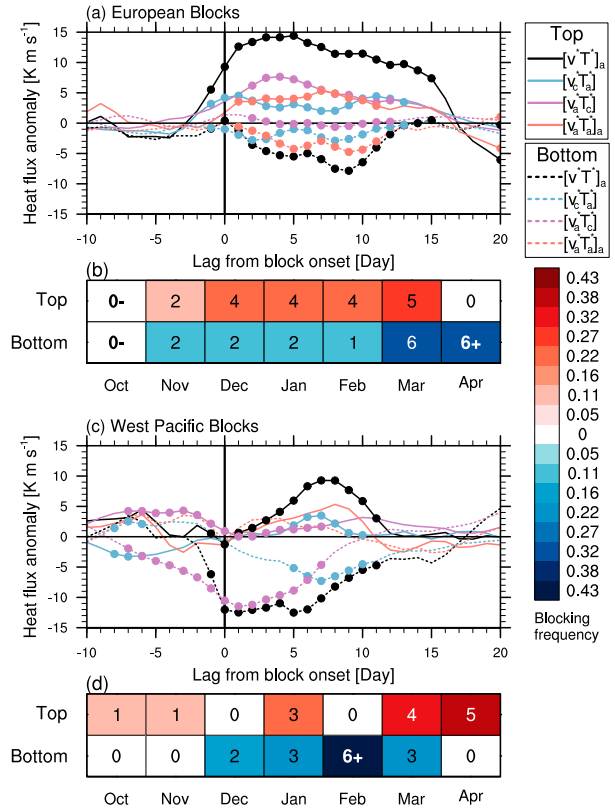 (a) European Blocks
Heat flux anomaly [K m s⁻¹]
15
10
5
0
-5
-10
-15
-10 -5 0 5 10 15 20
Lag from block onset [Day]
Top
[v*T*]a
[vc*Ta*]
[va*Tc*]
[va*Ta*]a
Bottom
[v*T*]a
[vc*Ta*]
[va*Tc*]
[va*Ta*]a
(b)
Top 0- 2 4 4 4 5 0
Bottom 0- 2 2 2 1 6 6+
Oct Nov Dec Jan Feb Mar Apr
0.43
0.38
0.32
0.27
0.22
0.16
0.11
0.05
0
0.05
0.11
0.16
0.22
0.27
0.32
0.38
0.43
Blocking
frequency
(c) West Pacific Blocks
Heat flux anomaly [K m s⁻¹]
15
10
5
0
-5
-10
-15
-10 -5 0 5 10 15 20
Lag from block onset [Day]
(d)
Top 1 1 0 3 0 4 5
Bottom 0 0 2 3 6+ 3 0
Oct Nov Dec Jan Feb Mar Apr